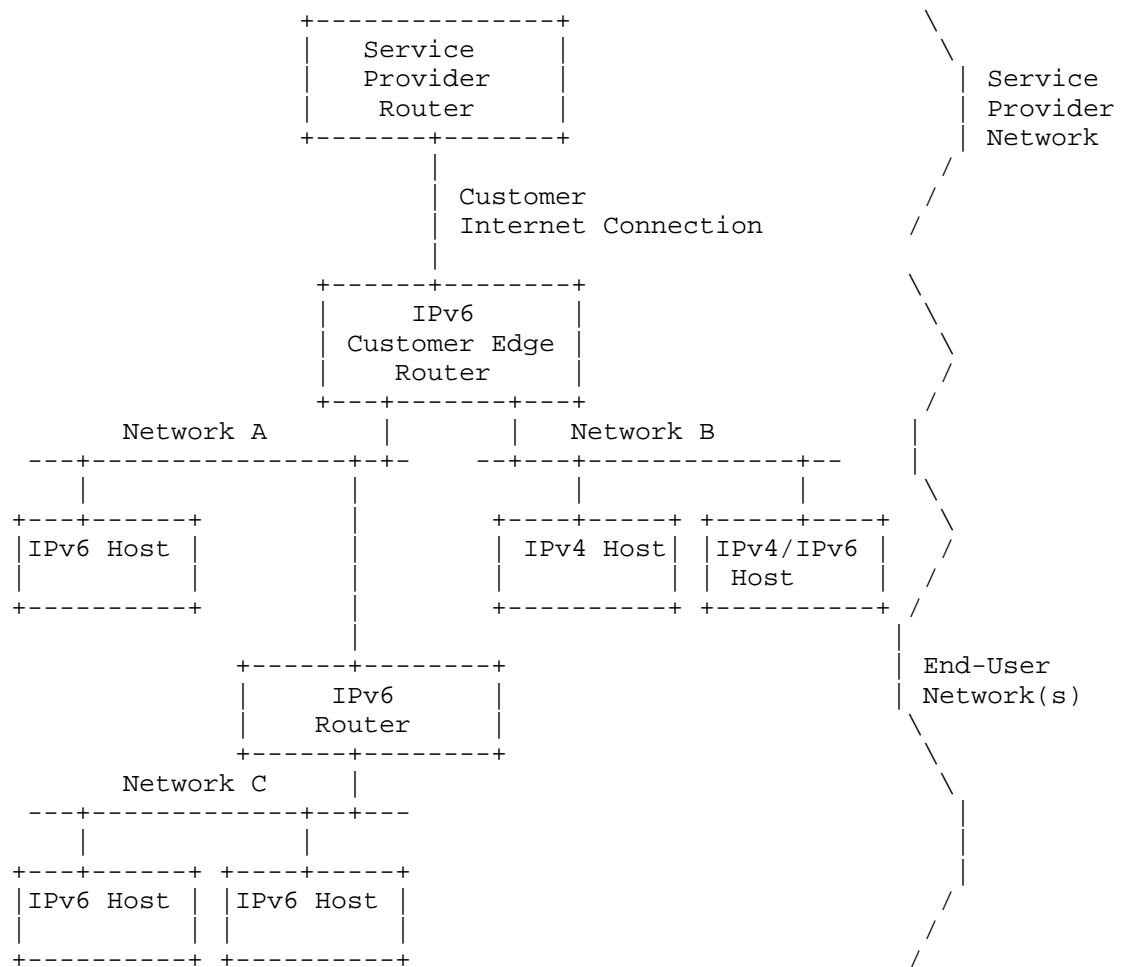 Service
Provider
Router
Service
Provider
Network
Customer
Internet Connection
IPv6
Customer Edge
Router
Network A
Network B
IPv6 Host
IPv4 Host
IPv4/IPv6
Host
End-User
Network(s)
IPv6
Router
Network C
IPv6 Host
IPv6 Host